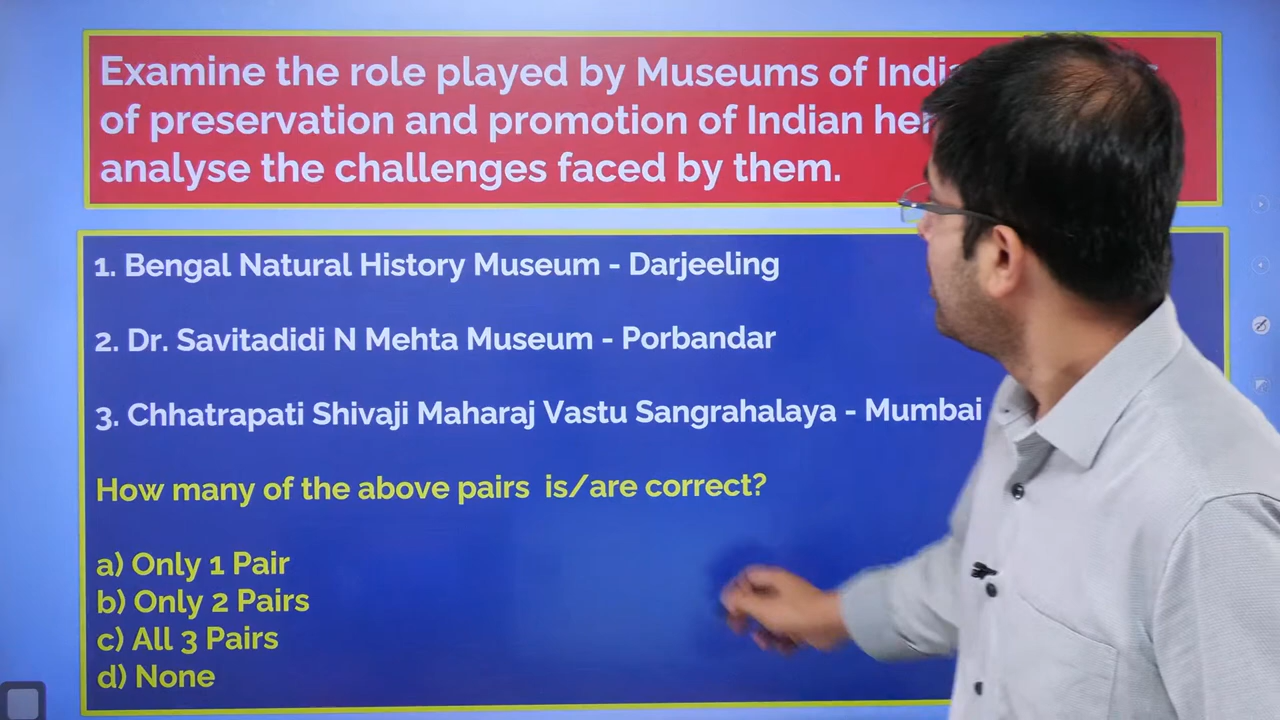 Examine the role played by Museums of
of preservation and promotion of Indian
analyse the challenges faced by them.
1. Bengal Natural History Museum - Darjeeling
2. Dr. Savitadidi N Mehta Museum - Porbandar
3. Chhatrapati Shivaji Maharaj Vastu Sangrahalaya - Mumbai
How many of the above pairs is/are correct?
a) Only 1 Pair
b) Only 2 Pairs
c) All 3 Pairs
d) None